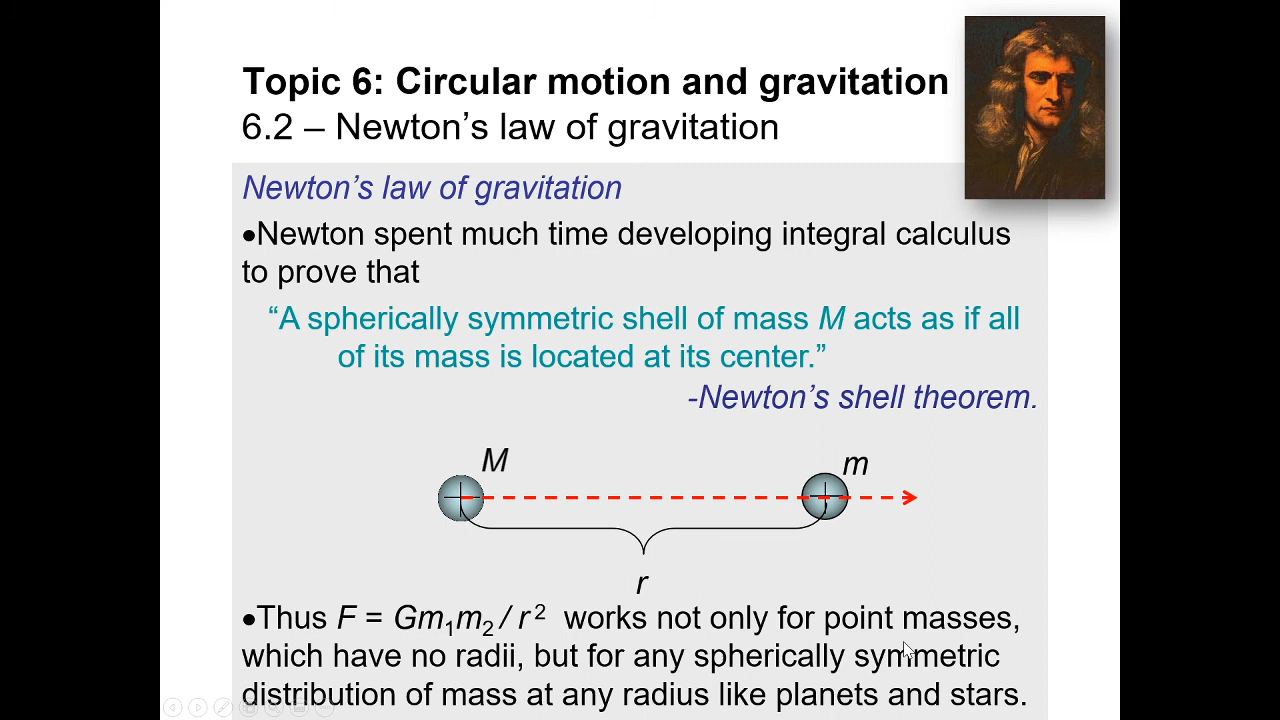 Topic 6: Circular motion and gravitation
6.2 – Newton’s law of gravitation
Newton’s law of gravitation
•Newton spent much time developing integral calculus
to prove that
“A spherically symmetric shell of mass M acts as if all
of its mass is located at its center.”
-Newton’s shell theorem.
M
m
r
•Thus F = Gm₁m₂ / r² works not only for point masses,
which have no radii, but for any spherically symmetric
distribution of mass at any radius like planets and stars.